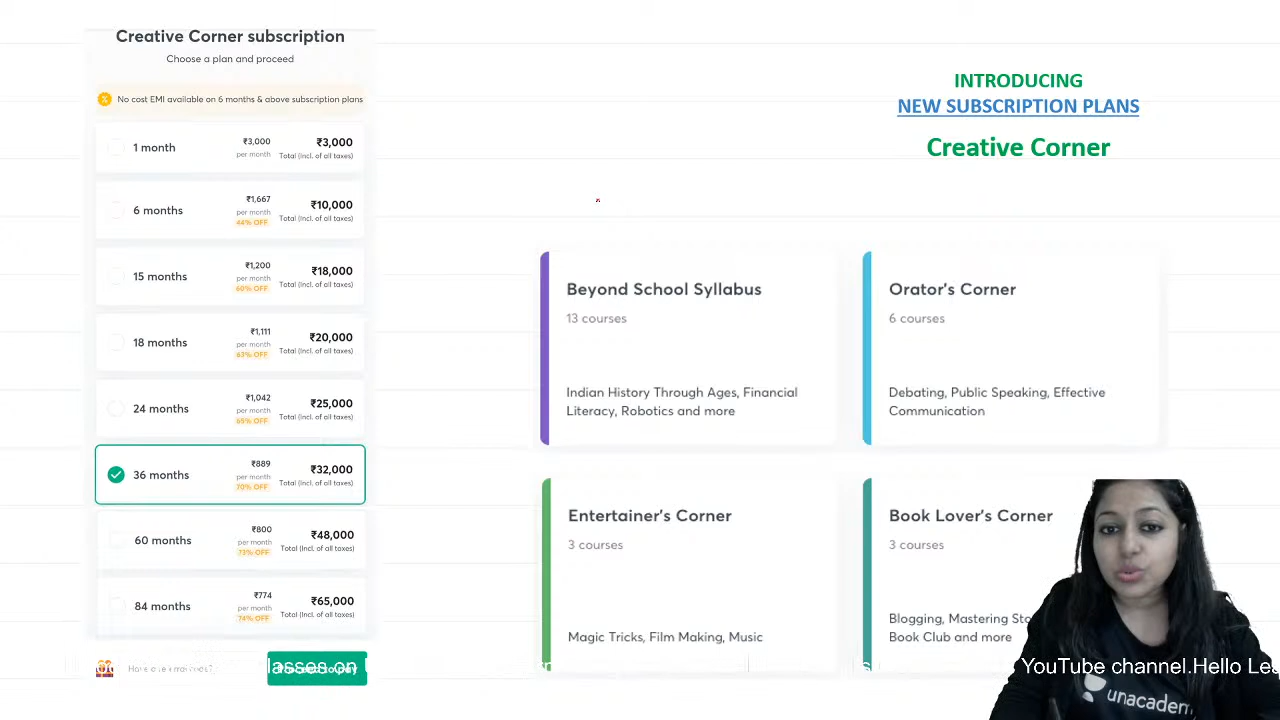 Creative Corner subscription
Choose a plan and proceed
No cost EMI available on 6 months & above subscription plans
1 month
₹3,000
per month
₹3,000
Total (Incl. of all taxes)
6 months
₹1,667
per month
44% OFF
₹10,000
Total (Incl. of all taxes)
15 months
₹1,200
per month
60% OFF
₹18,000
Total (Incl. of all taxes)
18 months
₹1,111
per month
63% OFF
₹20,000
Total (Incl. of all taxes)
24 months
₹1,042
per month
65% OFF
₹25,000
Total (Incl. of all taxes)
36 months
₹889
per month
70% OFF
₹32,000
Total (Incl. of all taxes)
60 months
₹800
per month
73% OFF
₹48,000
Total (Incl. of all taxes)
84 months
₹774
per month
74% OFF
₹65,000
Total (Incl. of all taxes)
INTRODUCING
NEW SUBSCRIPTION PLANS
Creative Corner
Beyond School Syllabus
13 courses
Indian History Through Ages, Financial
Literacy, Robotics and more
Orator's Corner
6 courses
Debating, Public Speaking, Effective
Communication
Entertainer's Corner
3 courses
Magic Tricks, Film Making, Music
Book Lover's Corner
3 courses
Blogging, Mastering
Book Club and more
unacadem
lasses on
YouTube channel.Hello Lea